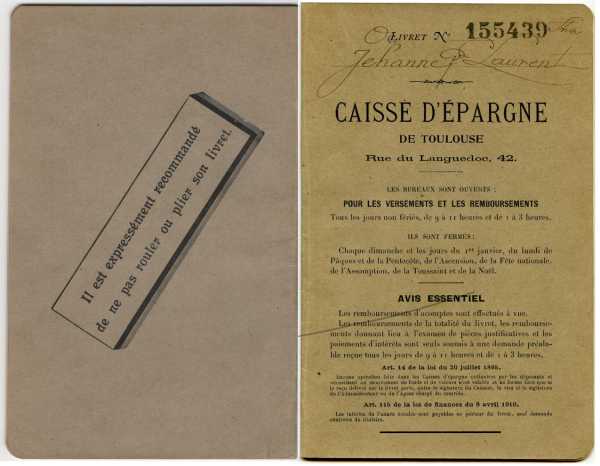 Il est expressément recommandé
de ne pas rouler ou plier son livret.
LIVRET N° 155439
Jehanne Laurent
CAISSE D'ÉPARGNE
DE TOULOUSE
Rue du Languedoc, 42.
LES BUREAUX SONT OUVERTS :
POUR LES VERSEMENTS ET LES REMBOURSEMENTS
Tous les jours non fériés, de 9 à 11 heures et de 1 à 3 heures.
ILS SONT FERMÉS :
Chaque dimanche et les jours du 1er janvier, du lundi de
Pâques et de la Pentecôte, de l'Ascension, de la Fête nationale,
de l'Assomption, de la Toussaint et de la Noël.
AVIS ESSENTIEL
Les remboursements d'acomptes sont effectués à vue.
Les remboursements de la totalité du livret, les rembourse-
ments donnant lieu à l'examen de pièces justificatives et les
paiements d'intérêts sont seuls soumis à une demande préala-
ble reçue tous les jours de 9 à 11 heures et de 1 à 3 heures.
Art. 14 de la loi du 20 juillet 1895.
Art. 115 de la loi de finances du 8 avril 1910.